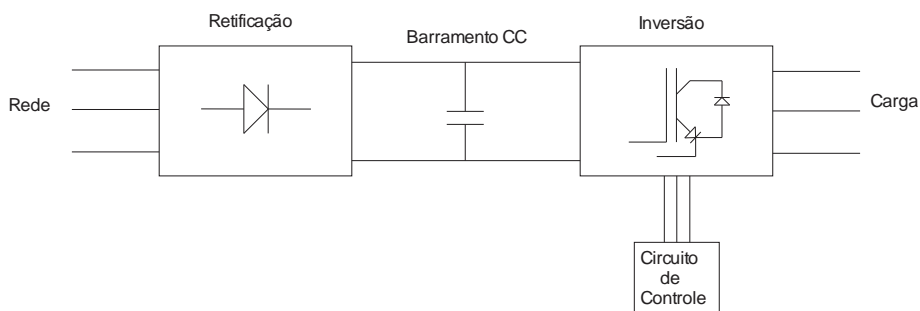 Retificação
Barramento CC
Inversão
Rede
Carga
Circuito
de
Controle